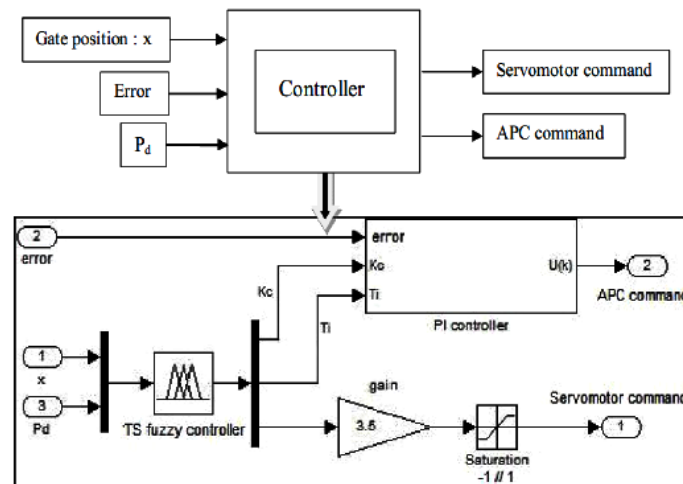 Gate position : x
Error
P_d
Controller
Servomotor command
APC command
2
error
error
Kc
Ti
U(k)
2
APC command
PI controller
Kc
Ti
1
x
3
Pd
TS fuzzy controller
gain
3.5
Saturation
-1 // 1
Servomotor command
1